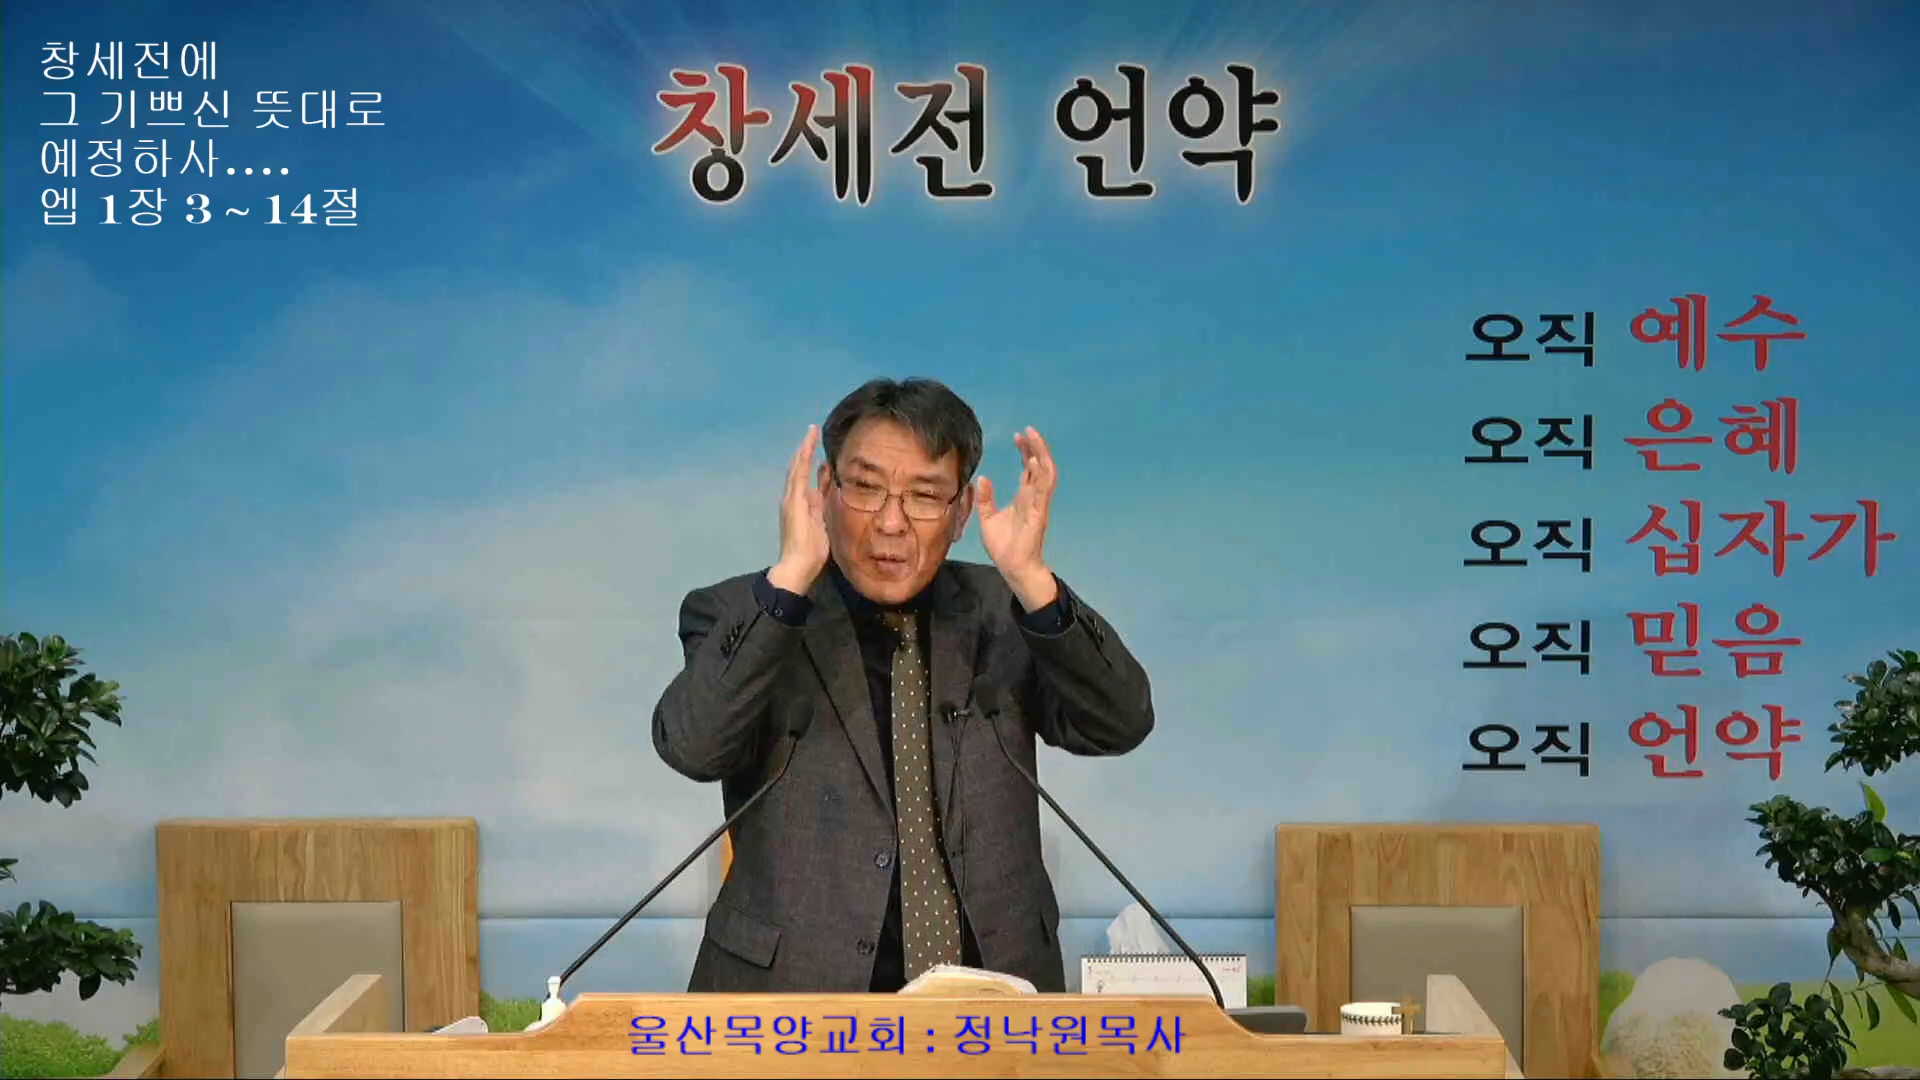 창세전에
그 기쁘신 뜻대로
예정하사....
엡 1장 3 ~ 14절
창세전 언약
오직 예수
오직 은혜
오직 십자가
오직 믿음
오직 언약
울산목양교회 : 정낙원목사